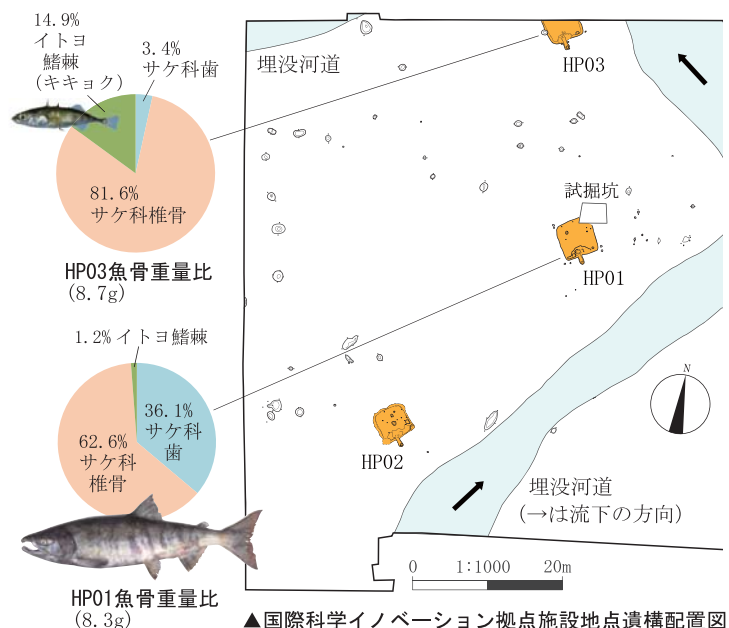 14.9%
イトヨ
鰭棘
(キキョク)
3.4%
サケ科歯
81.6%
サケ科椎骨
HP03魚骨重量比
(8.7g)
1.2%イトヨ鰭棘
36.1%
サケ科
歯
62.6%
サケ科
椎骨
HP01魚骨重量比
(8.3g)
埋没河道
HP03
試掘坑
HP01
HP02
N
埋没河道
(→は流下の方向)
0 1:1000 20m
▲国際科学イノベーション拠点施設地点遺構配置図